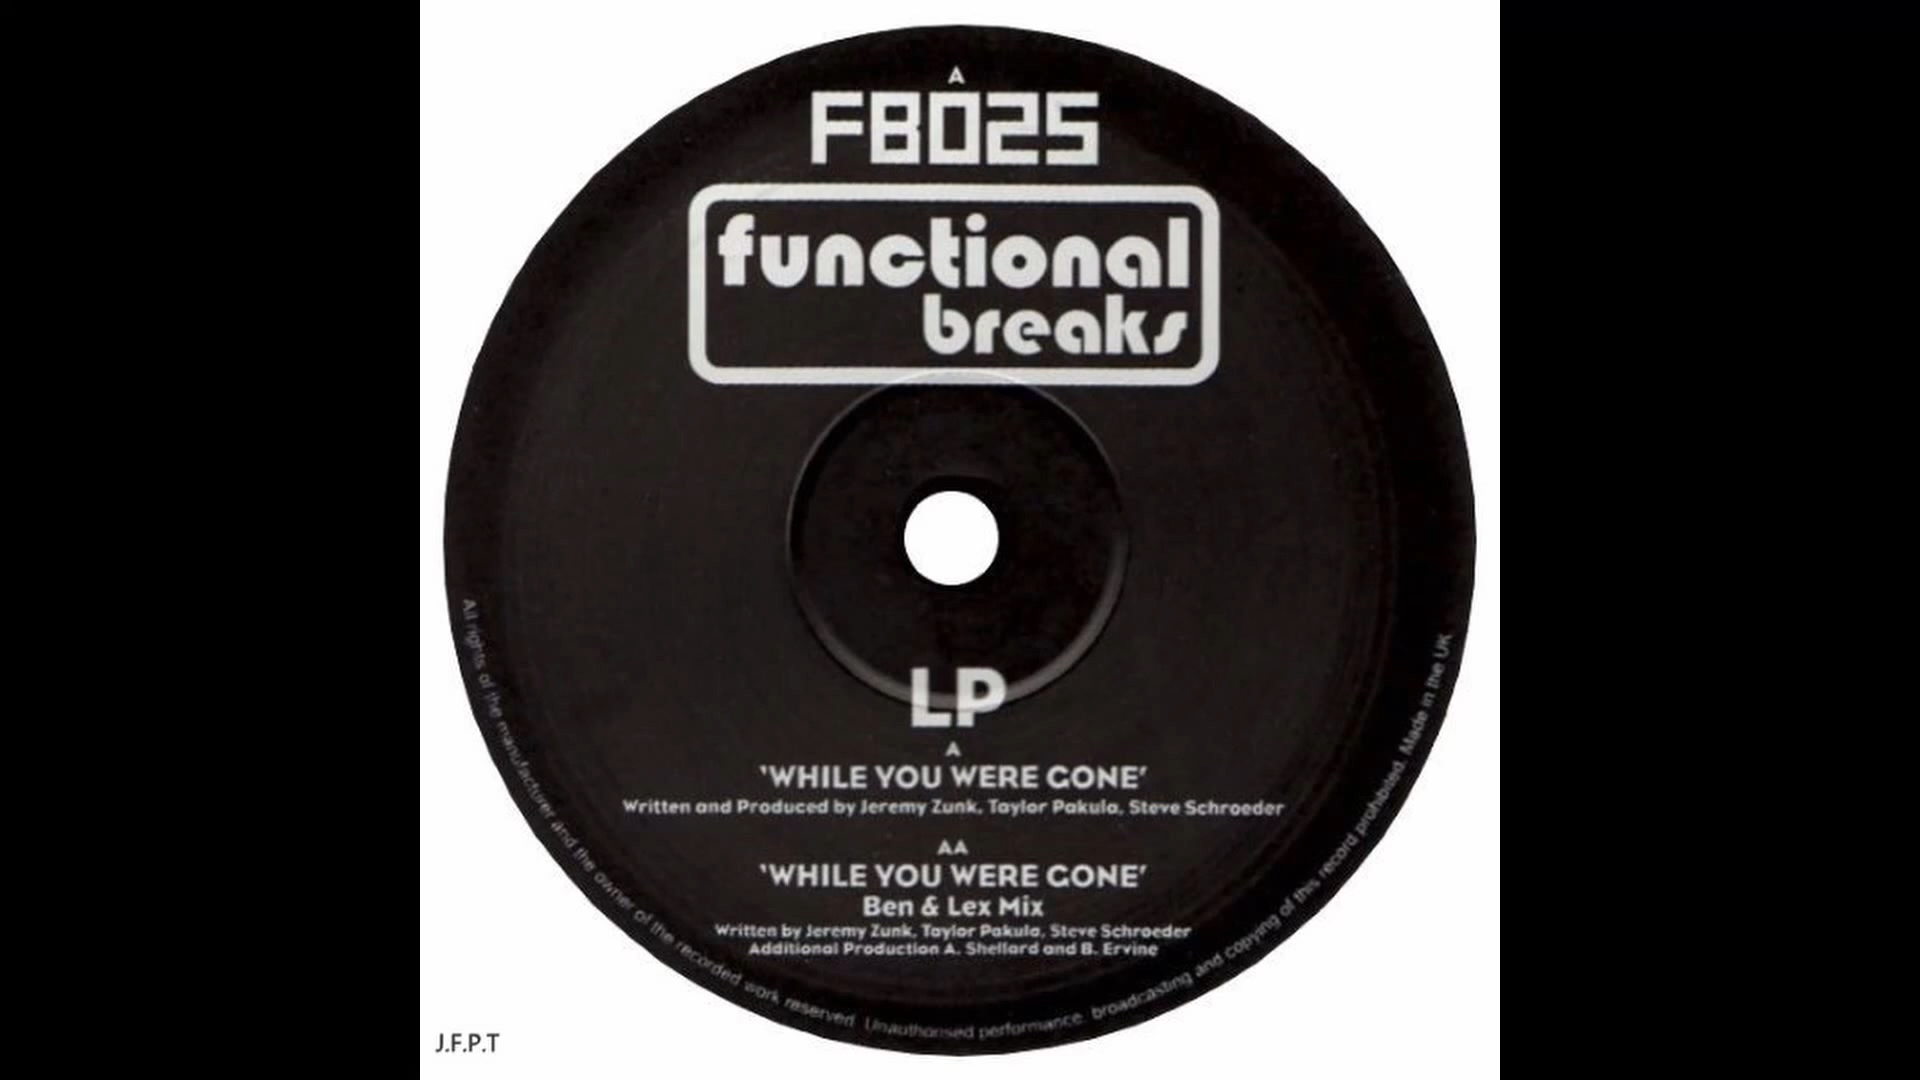 A
FB025
functional
breaks
LP
A
'WHILE YOU WERE GONE'
Written and Produced by Jeremy Zunk, Taylor Pakula, Steve Schroeder
AA
'WHILE YOU WERE GONE'
Ben & Lex Mix
Written by Jeremy Zunk, Taylor Pakula, Steve Schroeder
Additional Production A. Shellard and B. Ervine
All rights of the manufacturer and the owner of the recorded work reserved. Unauthorised performance, broadcasting and copying of this record prohibited. Made in the UK
J.F.P.T